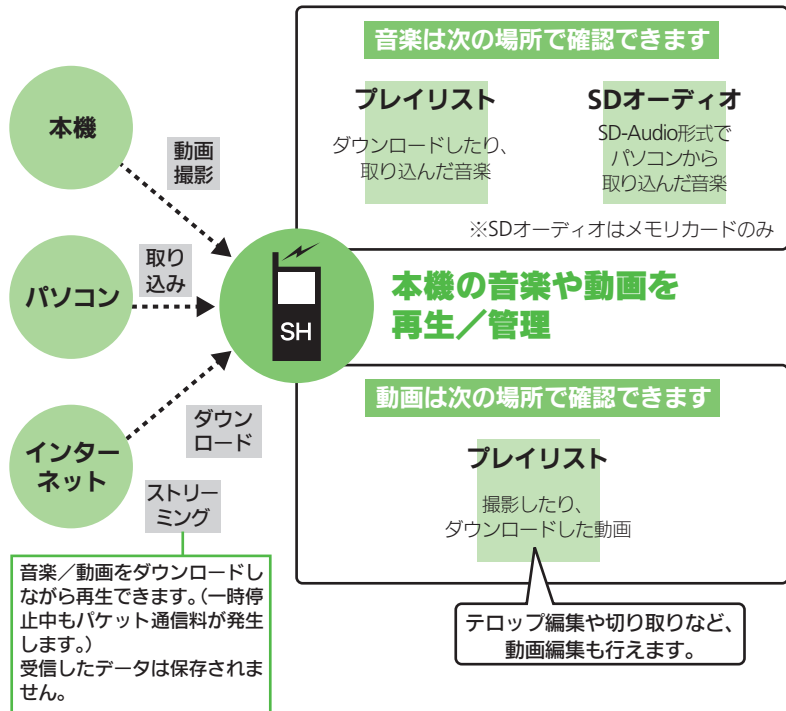 本機
動画
撮影
パソコン
取り
込み
インター
ネット
ダウン
ロード
ストリー
ミング
音楽／動画をダウンロードし
ながら再生できます。（一時停
止中もパケット通信料が発生
します。）
受信したデータは保存されま
せん。
SH
本機の音楽や動画を
再生／管理
音楽は次の場所で確認できます
プレイリスト
ダウンロードしたり、
取り込んだ音楽
SDオーディオ
SD-Audio形式で
パソコンから
取り込んだ音楽
※SDオーディオはメモリカードのみ
動画は次の場所で確認できます
プレイリスト
撮影したり、
ダウンロードした動画
テロップ編集や切り取りなど、
動画編集も行えます。